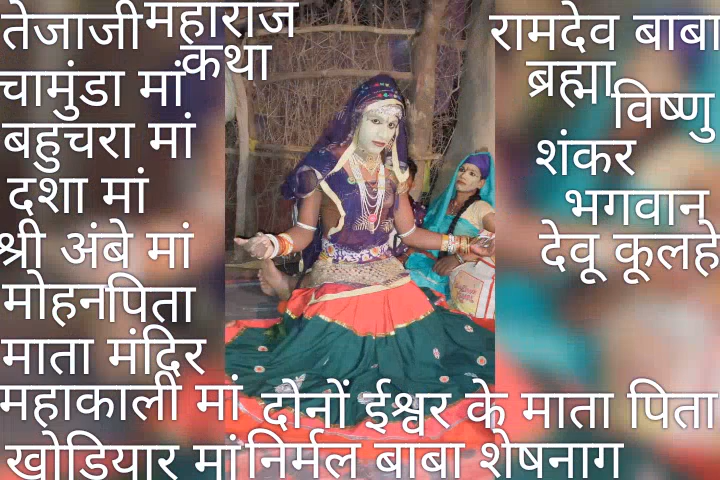 तेजाजी महाराज
कथा
चामुंडा मां
बहुचरा मां
दशा मां
श्री अंबे मां
मोहनपिता
माता मंदिर
महाकाली मां
खोडियार मां
रामदेव बाबा
ब्रह्मा
विष्णु
शंकर
भगवान
देवू कूलहे
दोनों ईश्वर के माता पिता
निर्मल बाबा शेषनाग